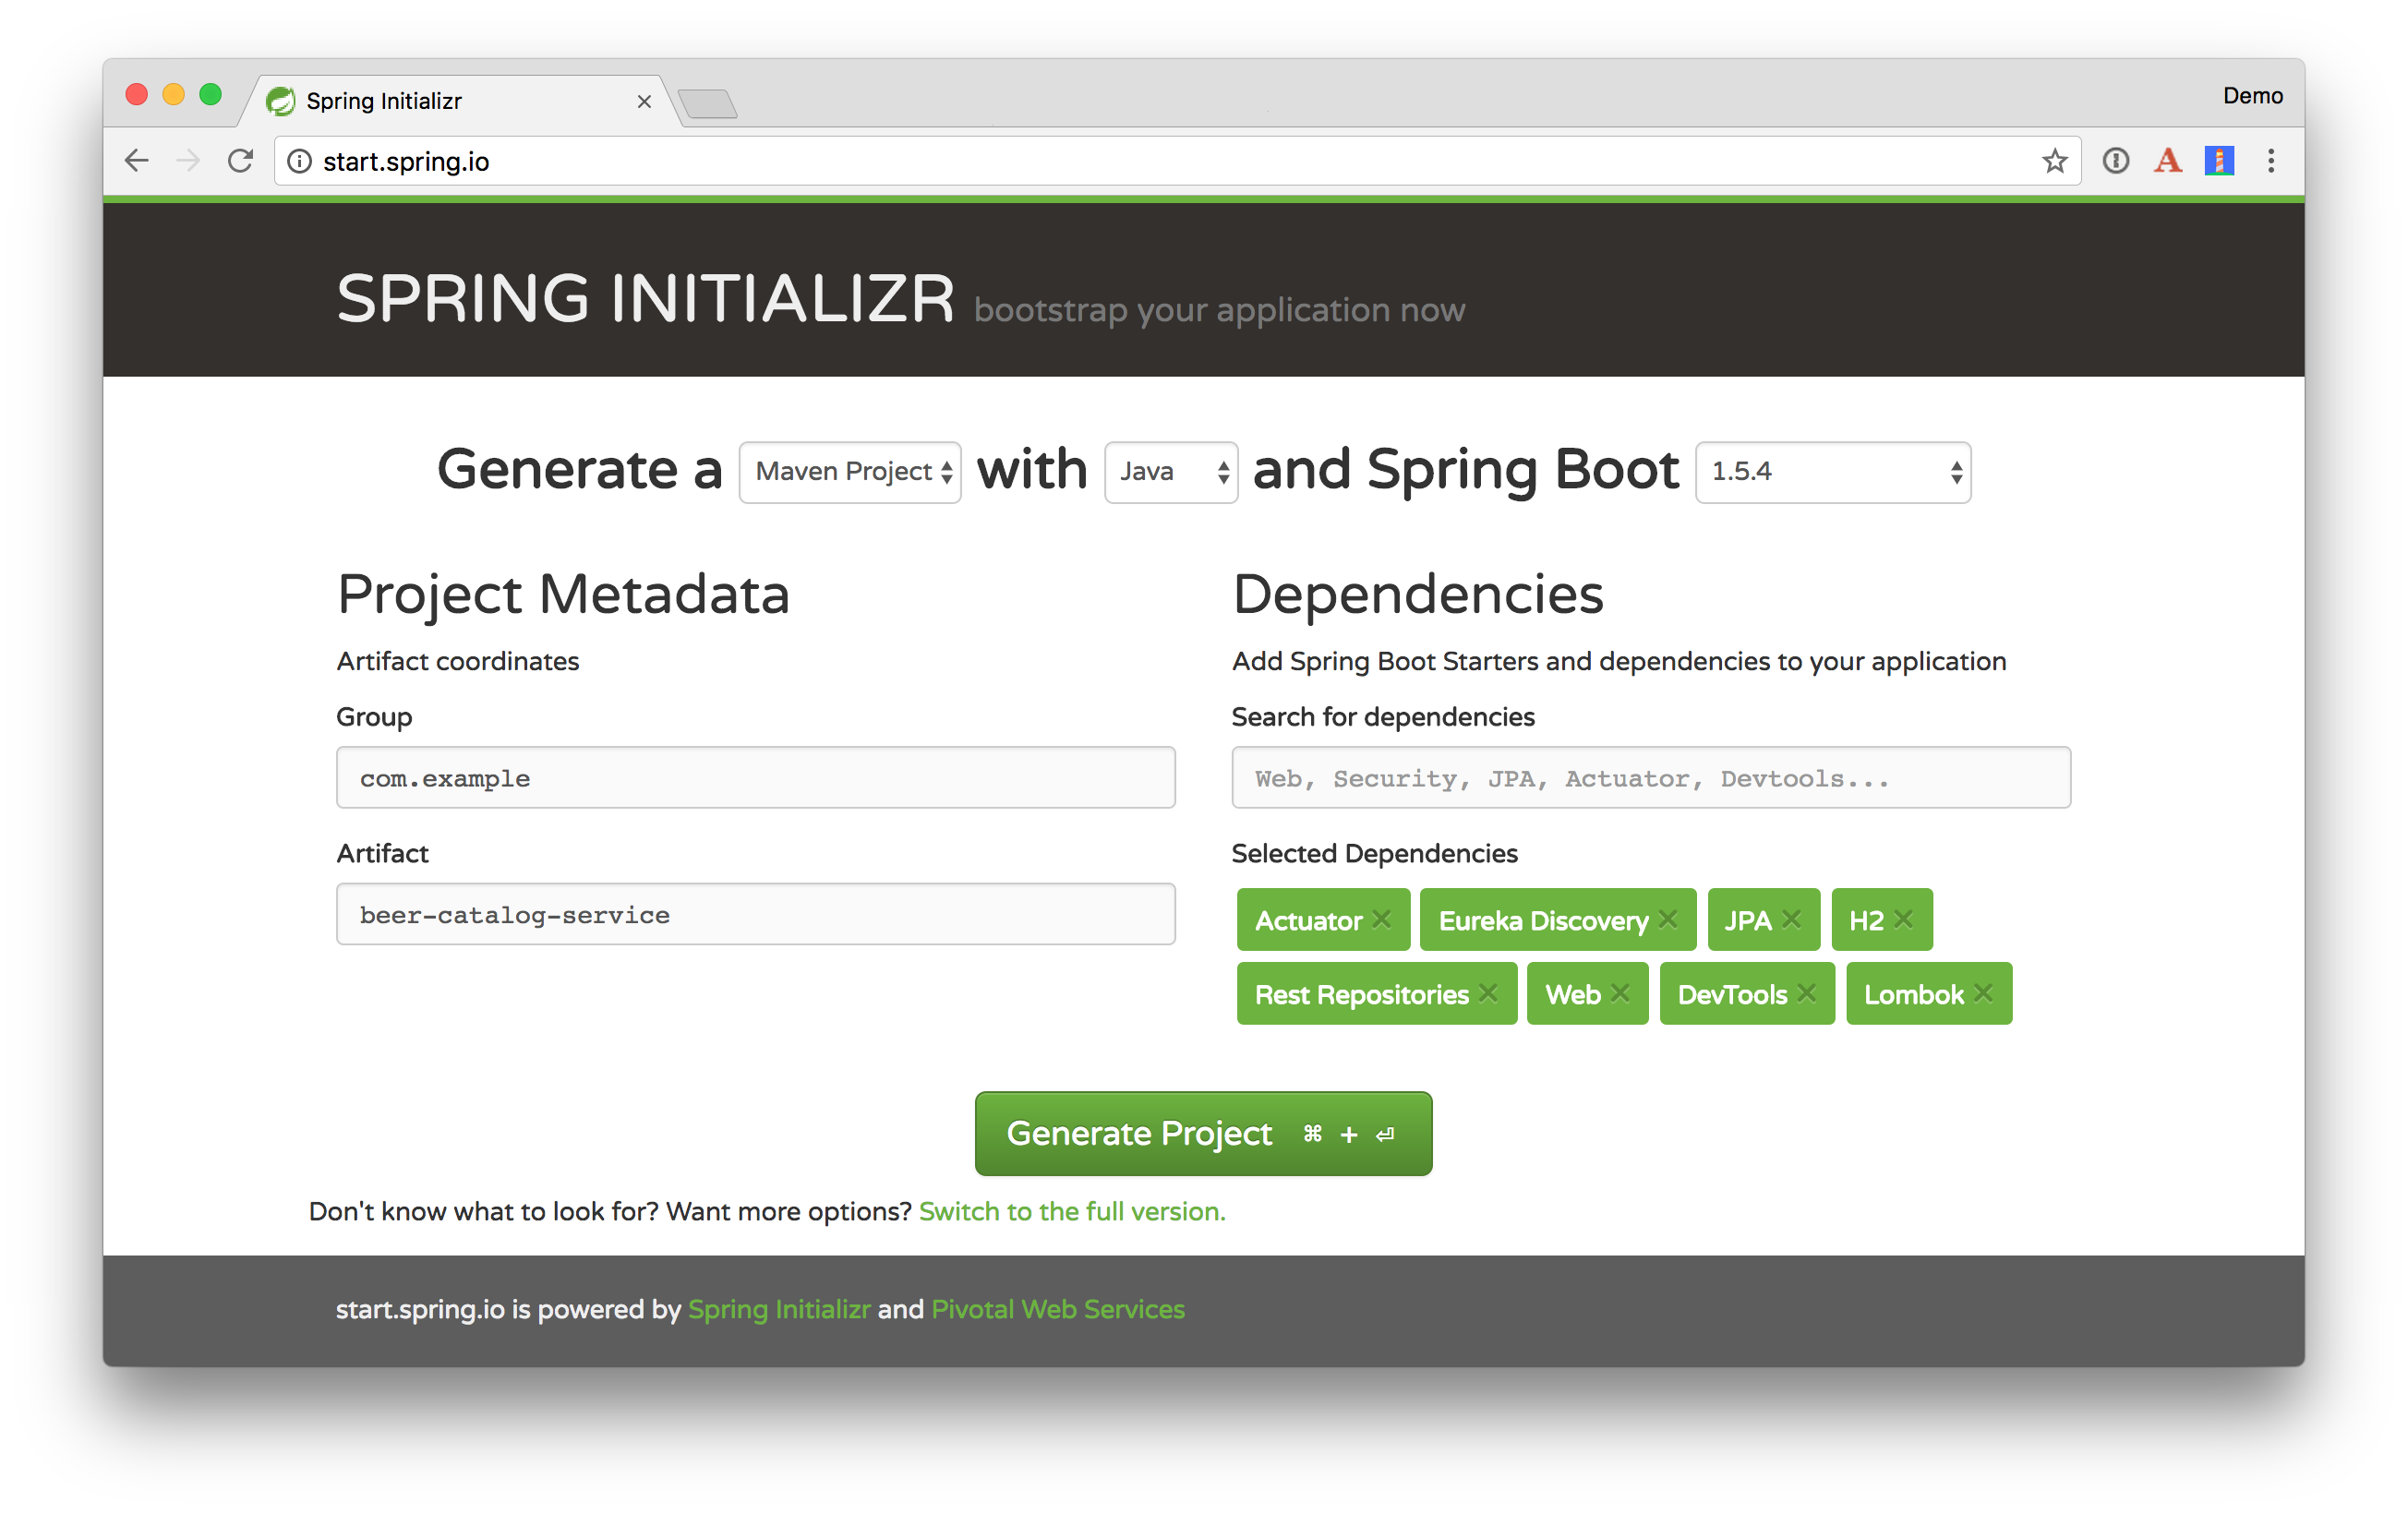 Spring Initializr
Demo
start.spring.io
SPRING INITIALIZR bootstrap your application now
Generate a Maven Project with Java and Spring Boot 1.5.4
Project Metadata
Artifact coordinates
Group
com.example
Artifact
beer-catalog-service
Dependencies
Add Spring Boot Starters and dependencies to your application
Search for dependencies
Web, Security, JPA, Actuator, Devtools...
Selected Dependencies
Actuator × Eureka Discovery × JPA × H2 ×
Rest Repositories × Web × DevTools × Lombok ×
Generate Project ⌘ + ⏎
Don't know what to look for? Want more options? Switch to the full version.
start.spring.io is powered by Spring Initializr and Pivotal Web Services